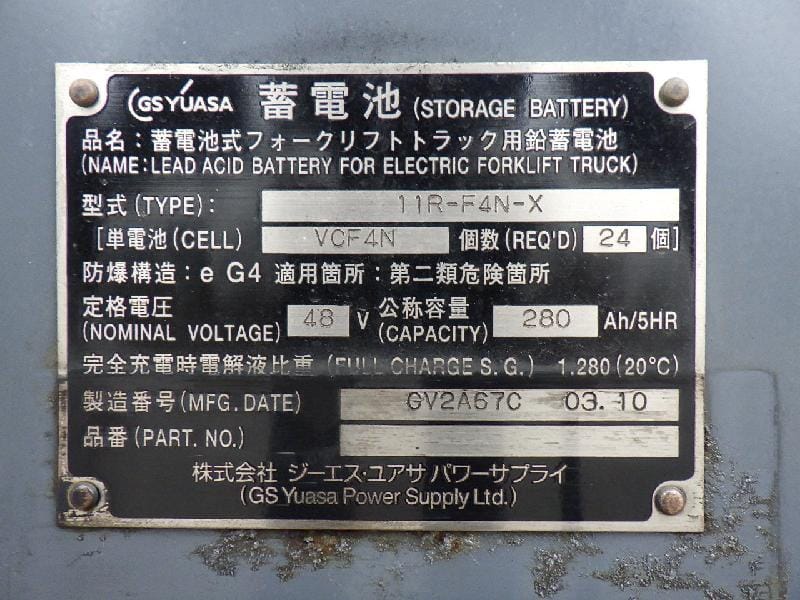 GS YUASA 蓄電池 (STORAGE BATTERY)
品名：蓄電池式フォークリフトトラック用鉛蓄電池
(NAME: LEAD ACID BATTERY FOR ELECTRIC FORKLIFT TRUCK)
型式 (TYPE): 11R-F4N-X
[単電池 (CELL) VCF4N 個数 (REQ'D) 24 個]
防爆構造：e G4 適用箇所：第二類危険箇所
定格電圧 (NOMINAL VOLTAGE) 48 V 公称容量 (CAPACITY) 280 Ah/5HR
完全充電時電解液比重 (FULL CHARGE S.G.) 1.280 (20°C)
製造番号 (MFG. DATE) GV2A67C 03.10
品番 (PART. NO.)
株式会社 ジーエス・ユアサ パワーサプライ
(GS Yuasa Power Supply Ltd.)